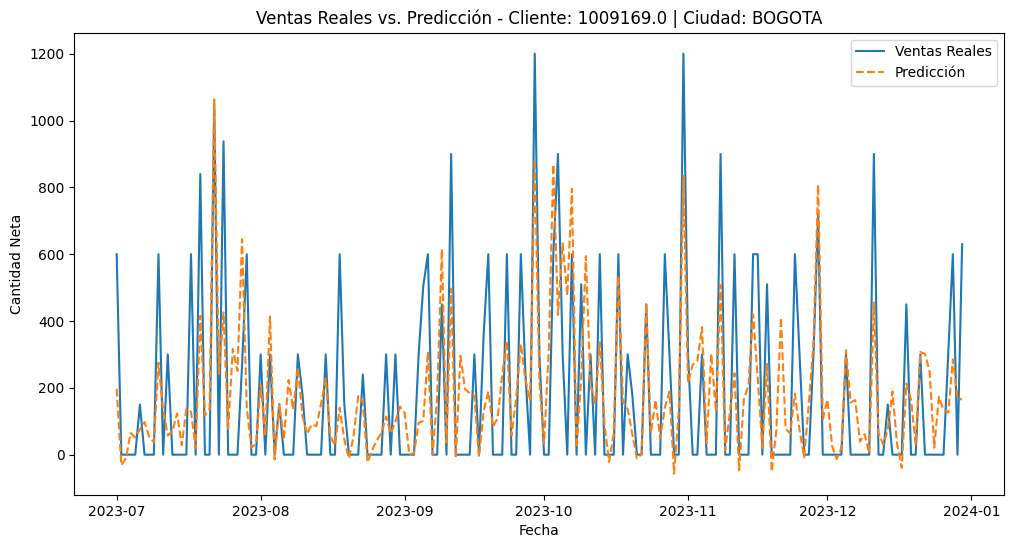 Ventas Reales vs. Predicción - Cliente: 1009169.0 | Ciudad: BOGOTA
Ventas Reales
Predicción
Cantidad Neta
1200
1000
800
600
400
200
0
2023-07 2023-08 2023-09 2023-10 2023-11 2023-12 2024-01
Fecha